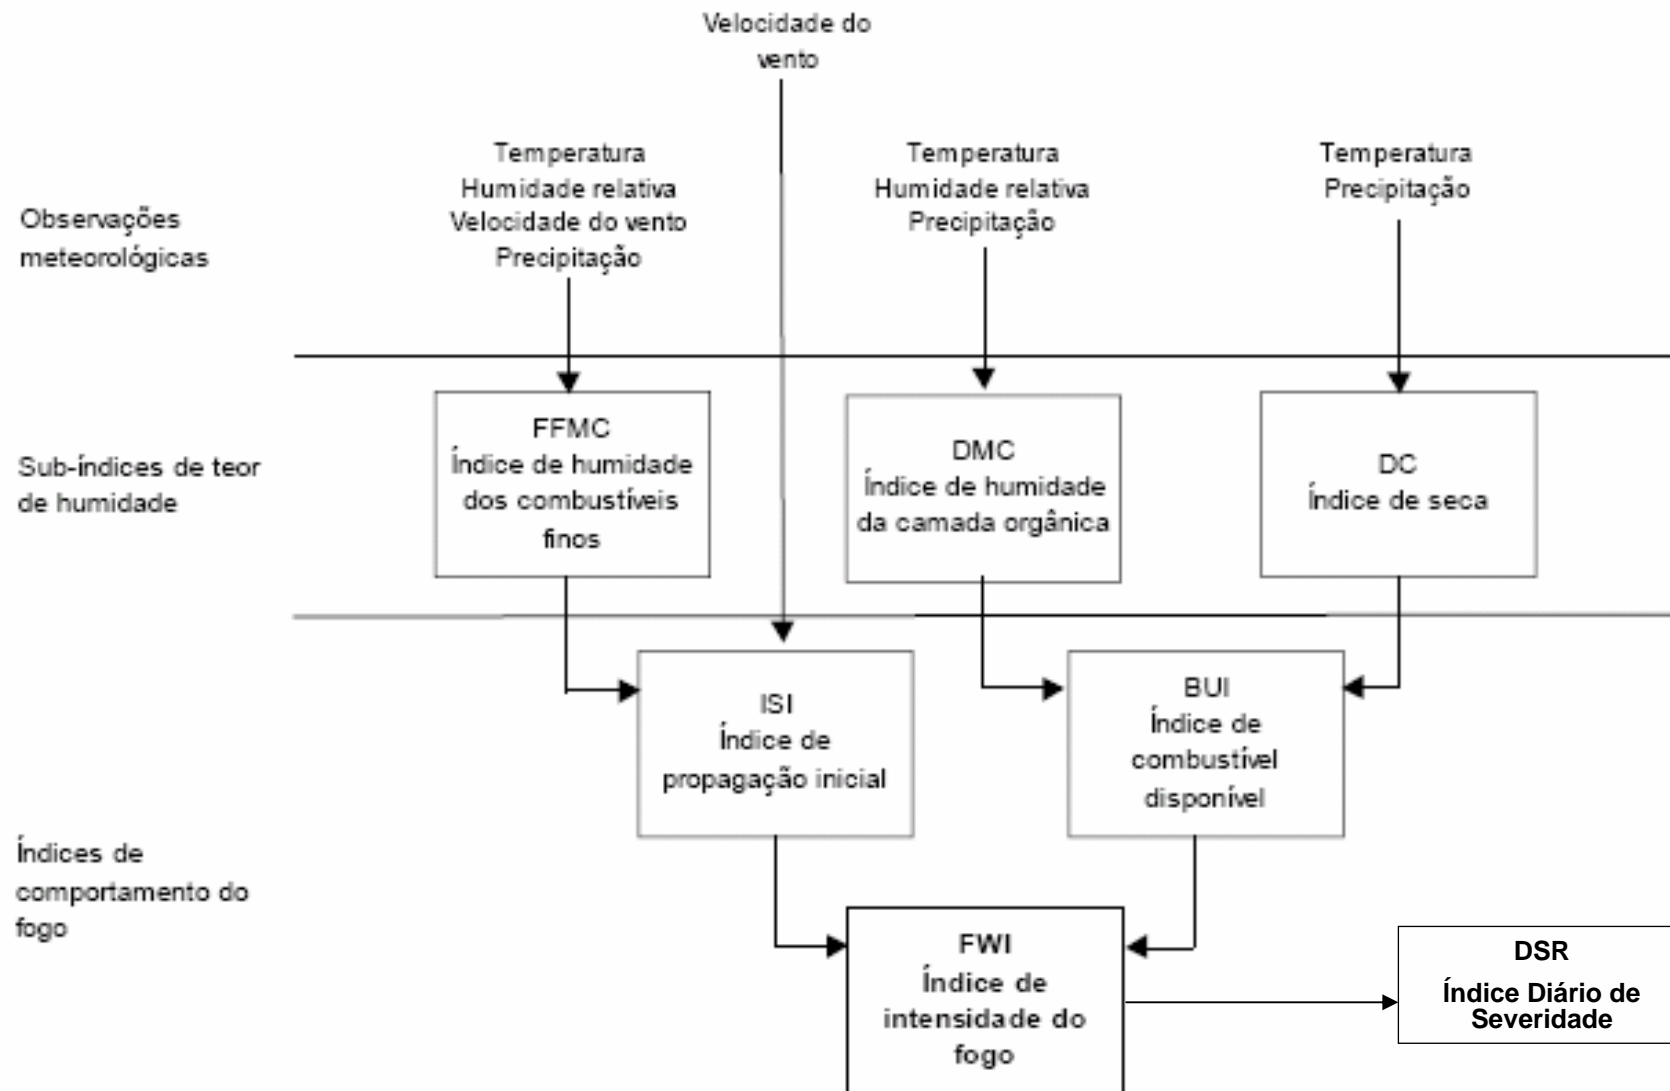 Velocidade do
vento
Observações
meteorológicas
Temperatura
Humidade relativa
Velocidade do vento
Precipitação
Temperatura
Humidade relativa
Precipitação
Temperatura
Precipitação
Sub-índices de teor
de humidade
FFMC
Índice de humidade
dos combustíveis
finos
DMC
Índice de humidade
da camada orgânica
DC
Índice de seca
Índices de
comportamento do
fogo
ISI
Índice de
propagação inicial
BUI
Índice de
combustível
disponível
FWI
Índice de
intensidade do
fogo
DSR
Índice Diário de
Severidade